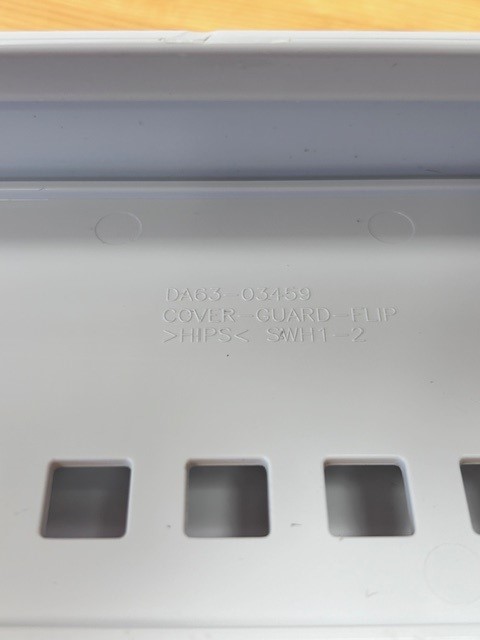 DA63-03459
COVER-GUARD-FLIP
>HIPS< SWH1-2